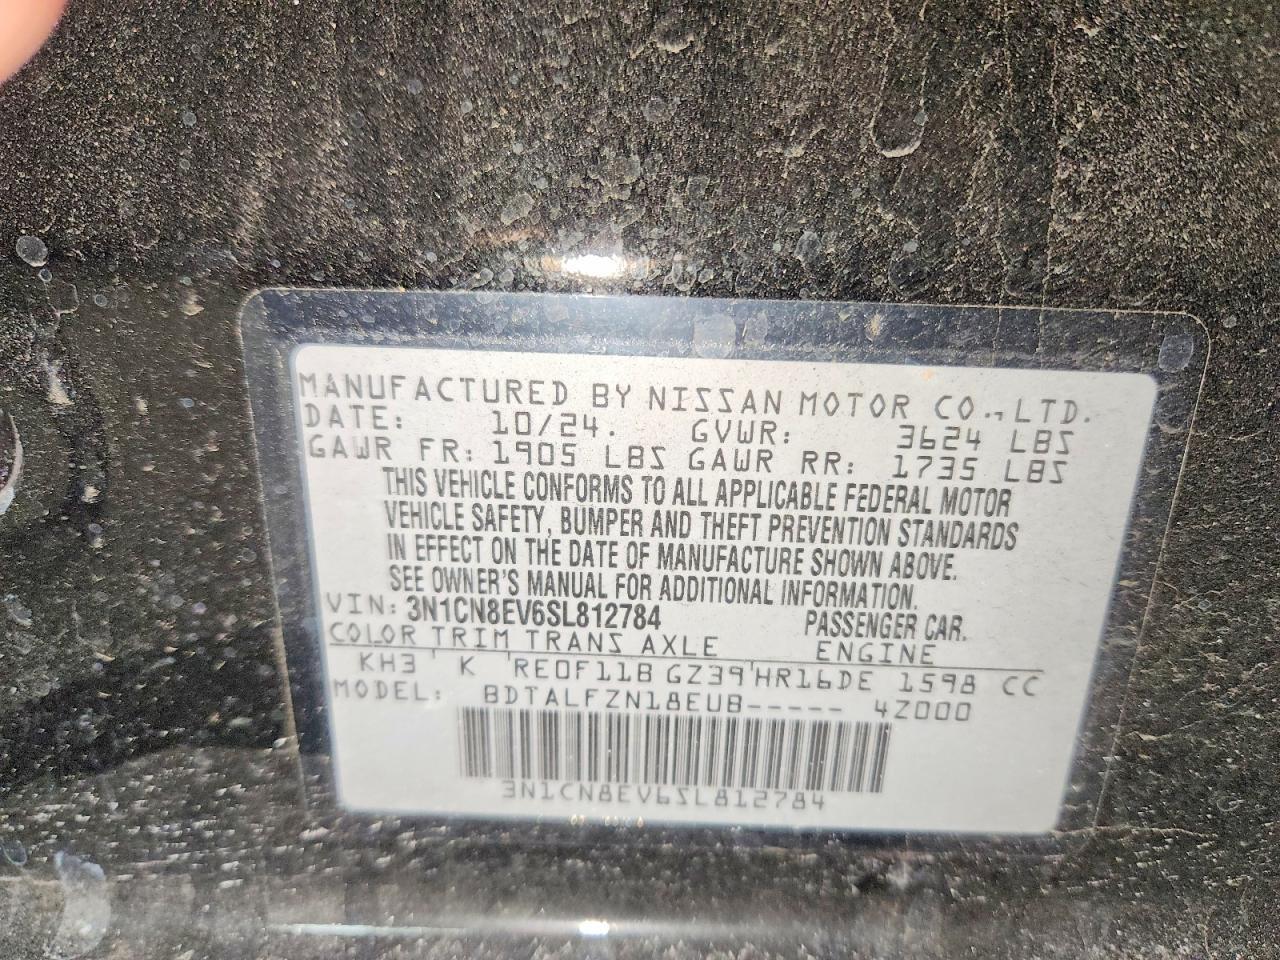 MANUFACTURED BY NISSAN MOTOR CO., LTD.
DATE: 10/24. GVWR: 3624 LBS
GAWR FR: 1905 LBS GAWR RR: 1735 LBS
THIS VEHICLE CONFORMS TO ALL APPLICABLE FEDERAL MOTOR
VEHICLE SAFETY, BUMPER AND THEFT PREVENTION STANDARDS
IN EFFECT ON THE DATE OF MANUFACTURE SHOWN ABOVE.
SEE OWNER'S MANUAL FOR ADDITIONAL INFORMATION.
VIN: 3N1CN8EV6SL812784 PASSENGER CAR.
COLOR TRIM TRANS AXLE ENGINE
KH3 K RE0F11B GZ39 HR16DE 1598 CC
MODEL: BDTALFZN18EUB----- 4Z000
3N1CN8EV6SL812784